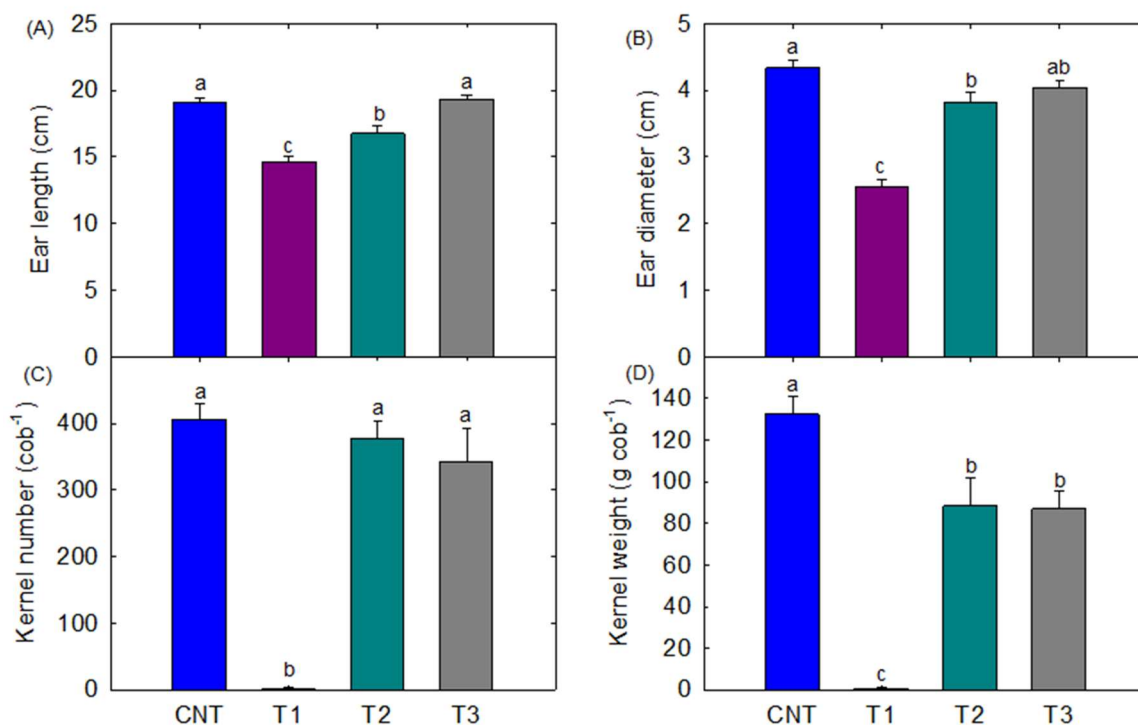 (A)
Ear length (cm)
25
20
15
10
5
0
a
c
b
a
(B)
Ear diameter (cm)
5
4
3
2
1
0
a
c
b
ab
(C)
Kernel number (cob⁻¹)
400
300
200
100
0
a
b
a
a
CNT T1 T2 T3
(D)
Kernel weight (g cob⁻¹)
140
120
100
80
60
40
20
0
a
c
b
b
CNT T1 T2 T3